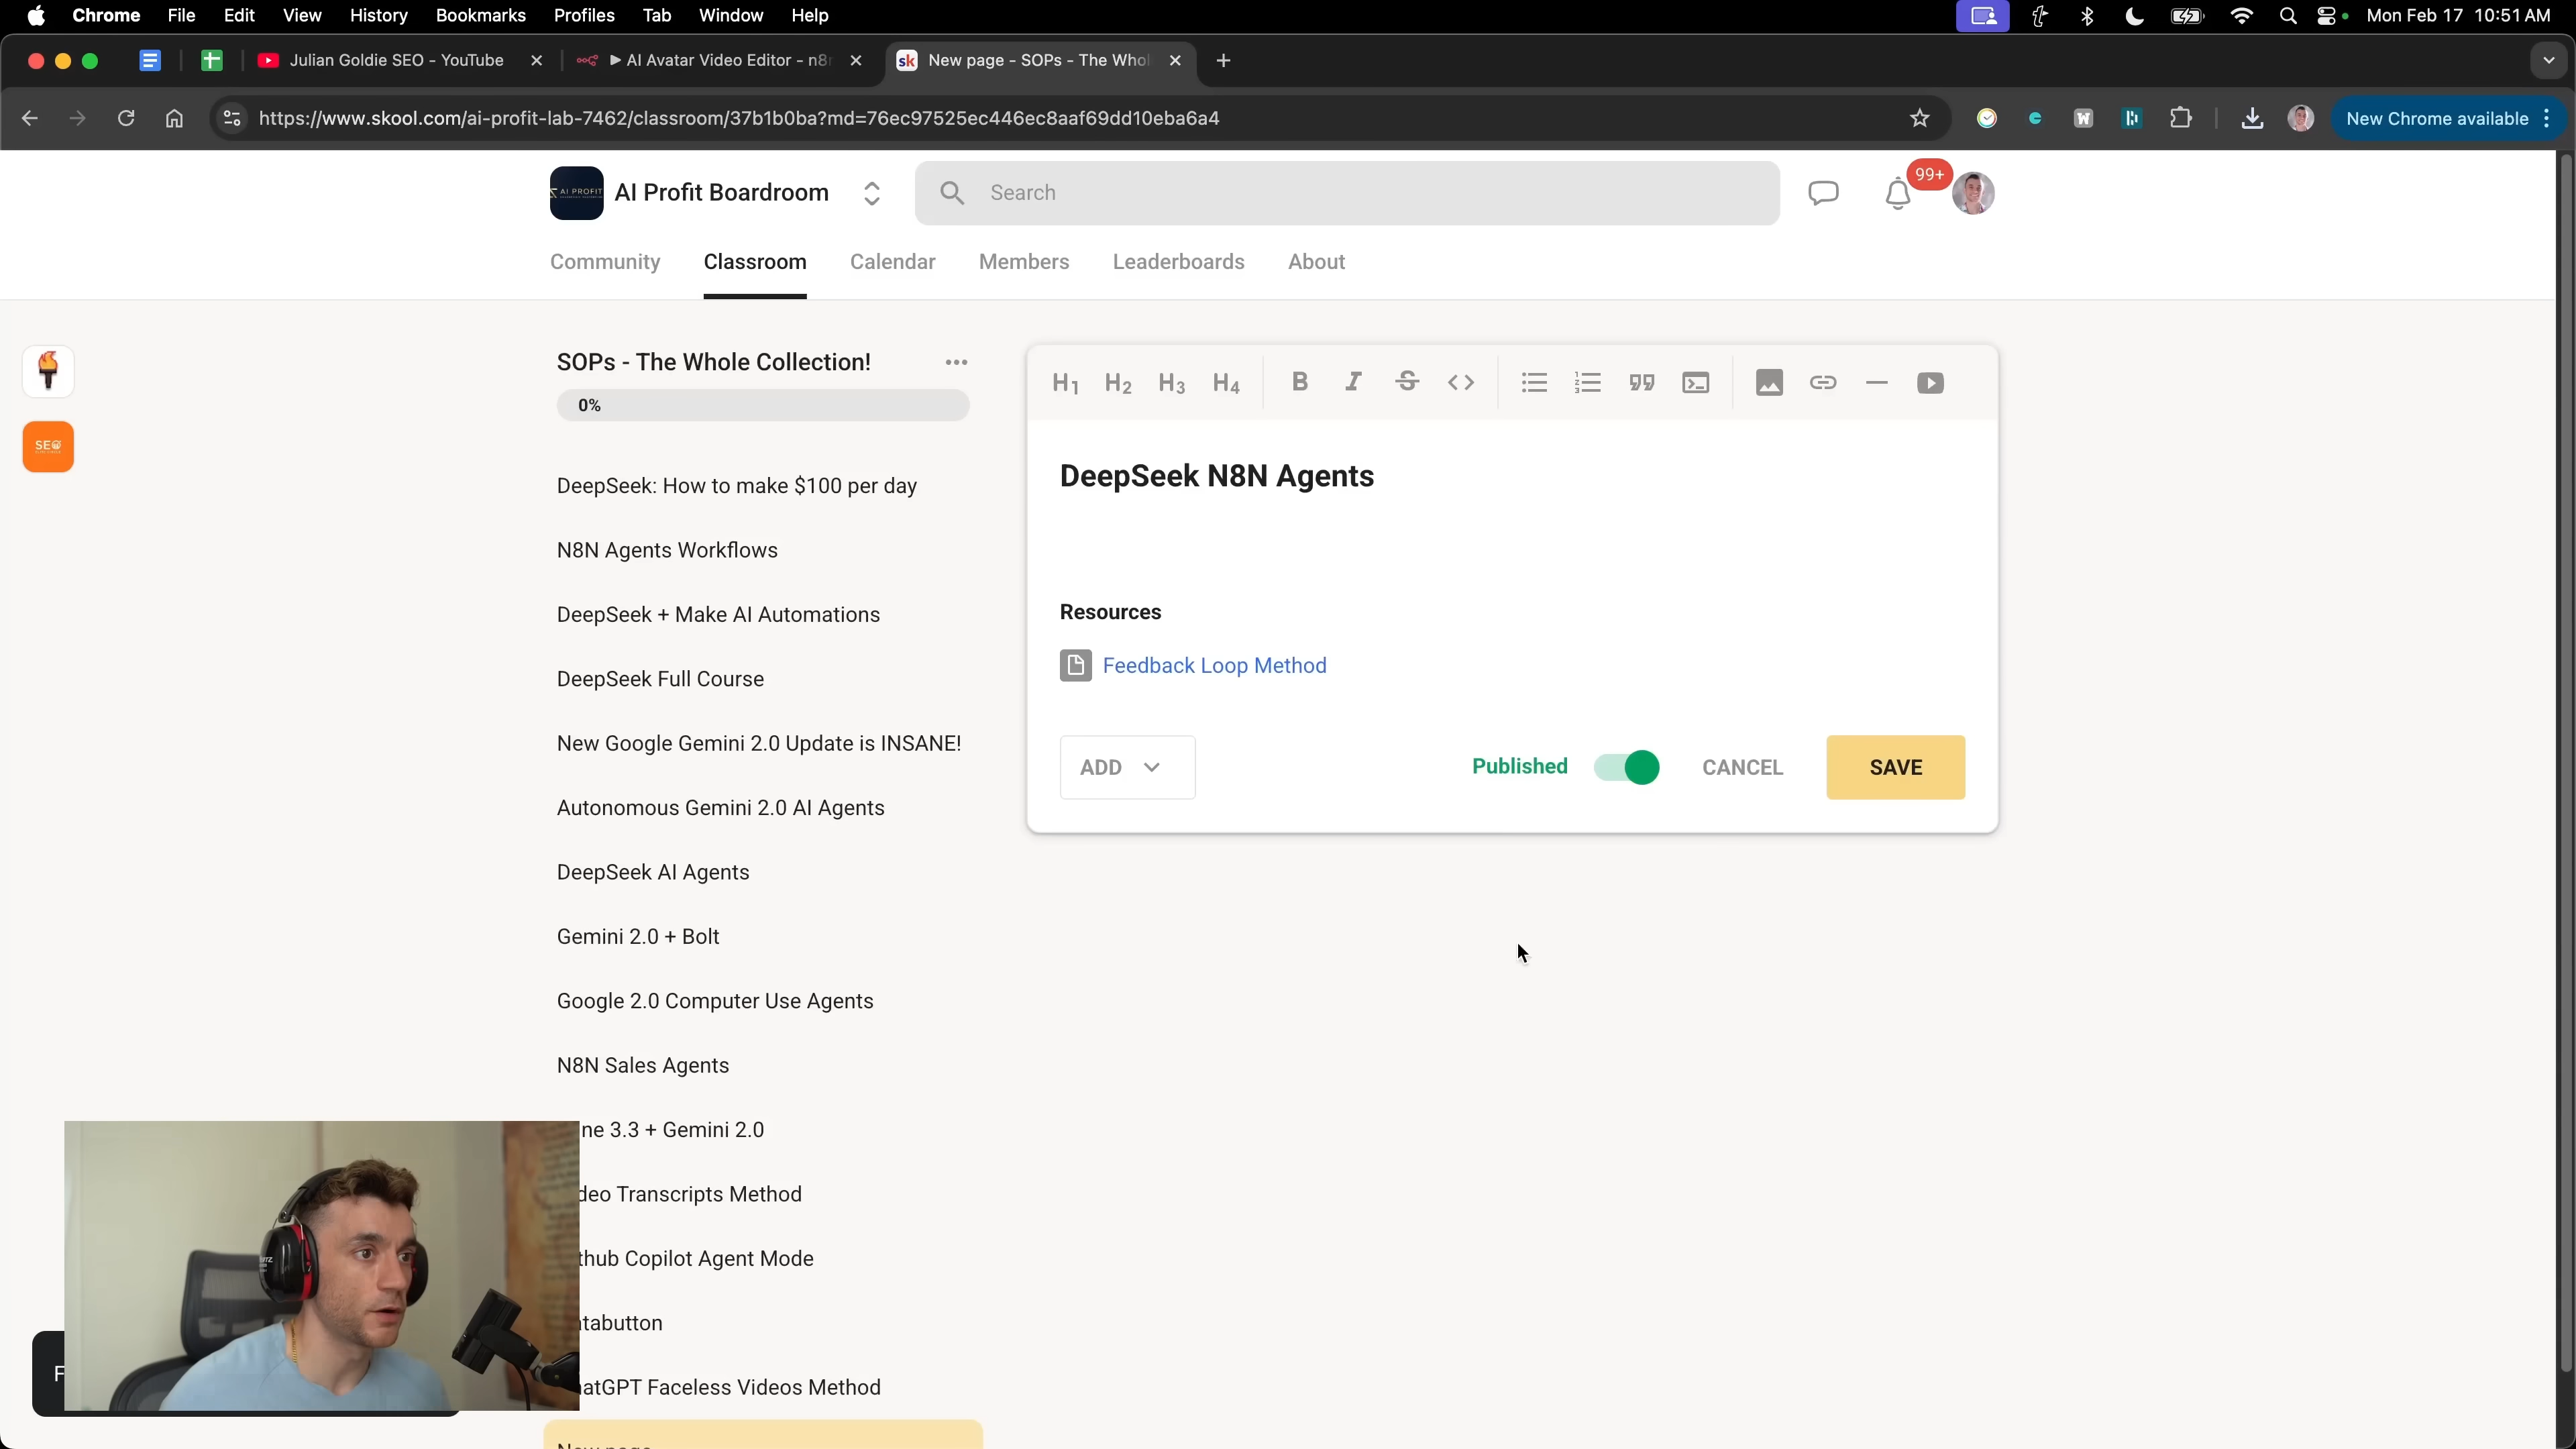 Chrome File Edit View History Bookmarks Profiles Tab Window Help Mon Feb 17 10:51 AM
Julian Goldie SEO - YouTube
AI Avatar Video Editor - n8n
New page - SOPs - The Whol
https://www.skool.com/ai-profit-lab-7462/classroom/37b1b0ba?md=76ec97525ec446ec8aaf69dd10eba6a4
New Chrome available
AI PROFIT
AI Profit Boardroom
Search
99+
Community Classroom Calendar Members Leaderboards About
SEO
SOPs - The Whole Collection!
0%
DeepSeek: How to make $100 per day
N8N Agents Workflows
DeepSeek + Make AI Automations
DeepSeek Full Course
New Google Gemini 2.0 Update is INSANE!
Autonomous Gemini 2.0 AI Agents
DeepSeek AI Agents
Gemini 2.0 + Bolt
Google 2.0 Computer Use Agents
N8N Sales Agents
ne 3.3 + Gemini 2.0
deo Transcripts Method
thub Copilot Agent Mode
tabutton
atGPT Faceless Videos Method
New page
F
H1 H2 H3 H4 B I S
DeepSeek N8N Agents
Resources
Feedback Loop Method
ADD
Published
CANCEL
SAVE